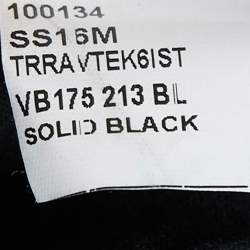 100134
SS16M
TRRAVTEK6IST
VB175 213 BL
SOLID BLACK